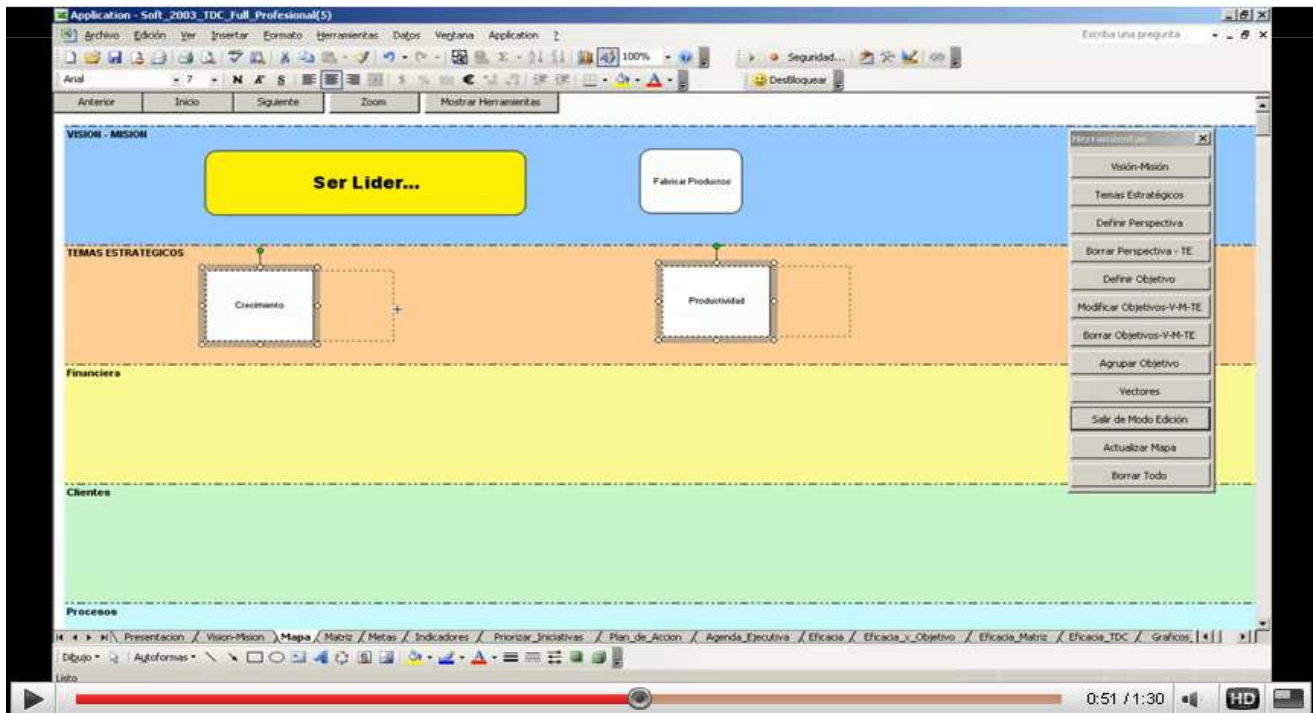 Application - Soft_2003_TDC_Full_Profesional(5)
Archivo Edición Ver Insertar Formato Herramientas Datos Ventana Application ?
Escriba una pregunta
100%
Seguridad...
Arial 7 N K S
€
A
DesBloquear
Anterior Inicio Siguiente Zoom Mostrar Herramientas
VISION - MISION
Ser Lider...
Fabricar Productos
TEMAS ESTRATEGICOS
Crecimiento
Productividad
Financiera
Clientes
Procesos
Herramientas
Visión-Misión
Temas Estratégicos
Definir Perspectiva
Borrar Perspectiva - TE
Definir Objetivo
Modificar Objetivos-V-M-TE
Borrar Objetivos-V-M-TE
Agrupar Objetivo
Vectores
Salir de Modo Edición
Actualizar Mapa
Borrar Todo
Presentacion / Vision-Mision / Mapa / Matriz / Metas / Indicadores / Priorizar_Iniciativas / Plan_de_Accion / Agenda_Ejecutiva / Eficacia / Eficacia_x_Objetivo / Eficacia_Matriz / Eficacia_TDC / Graficos_
Dibujo Autoformas
Listo
0:51 / 1:30 HD